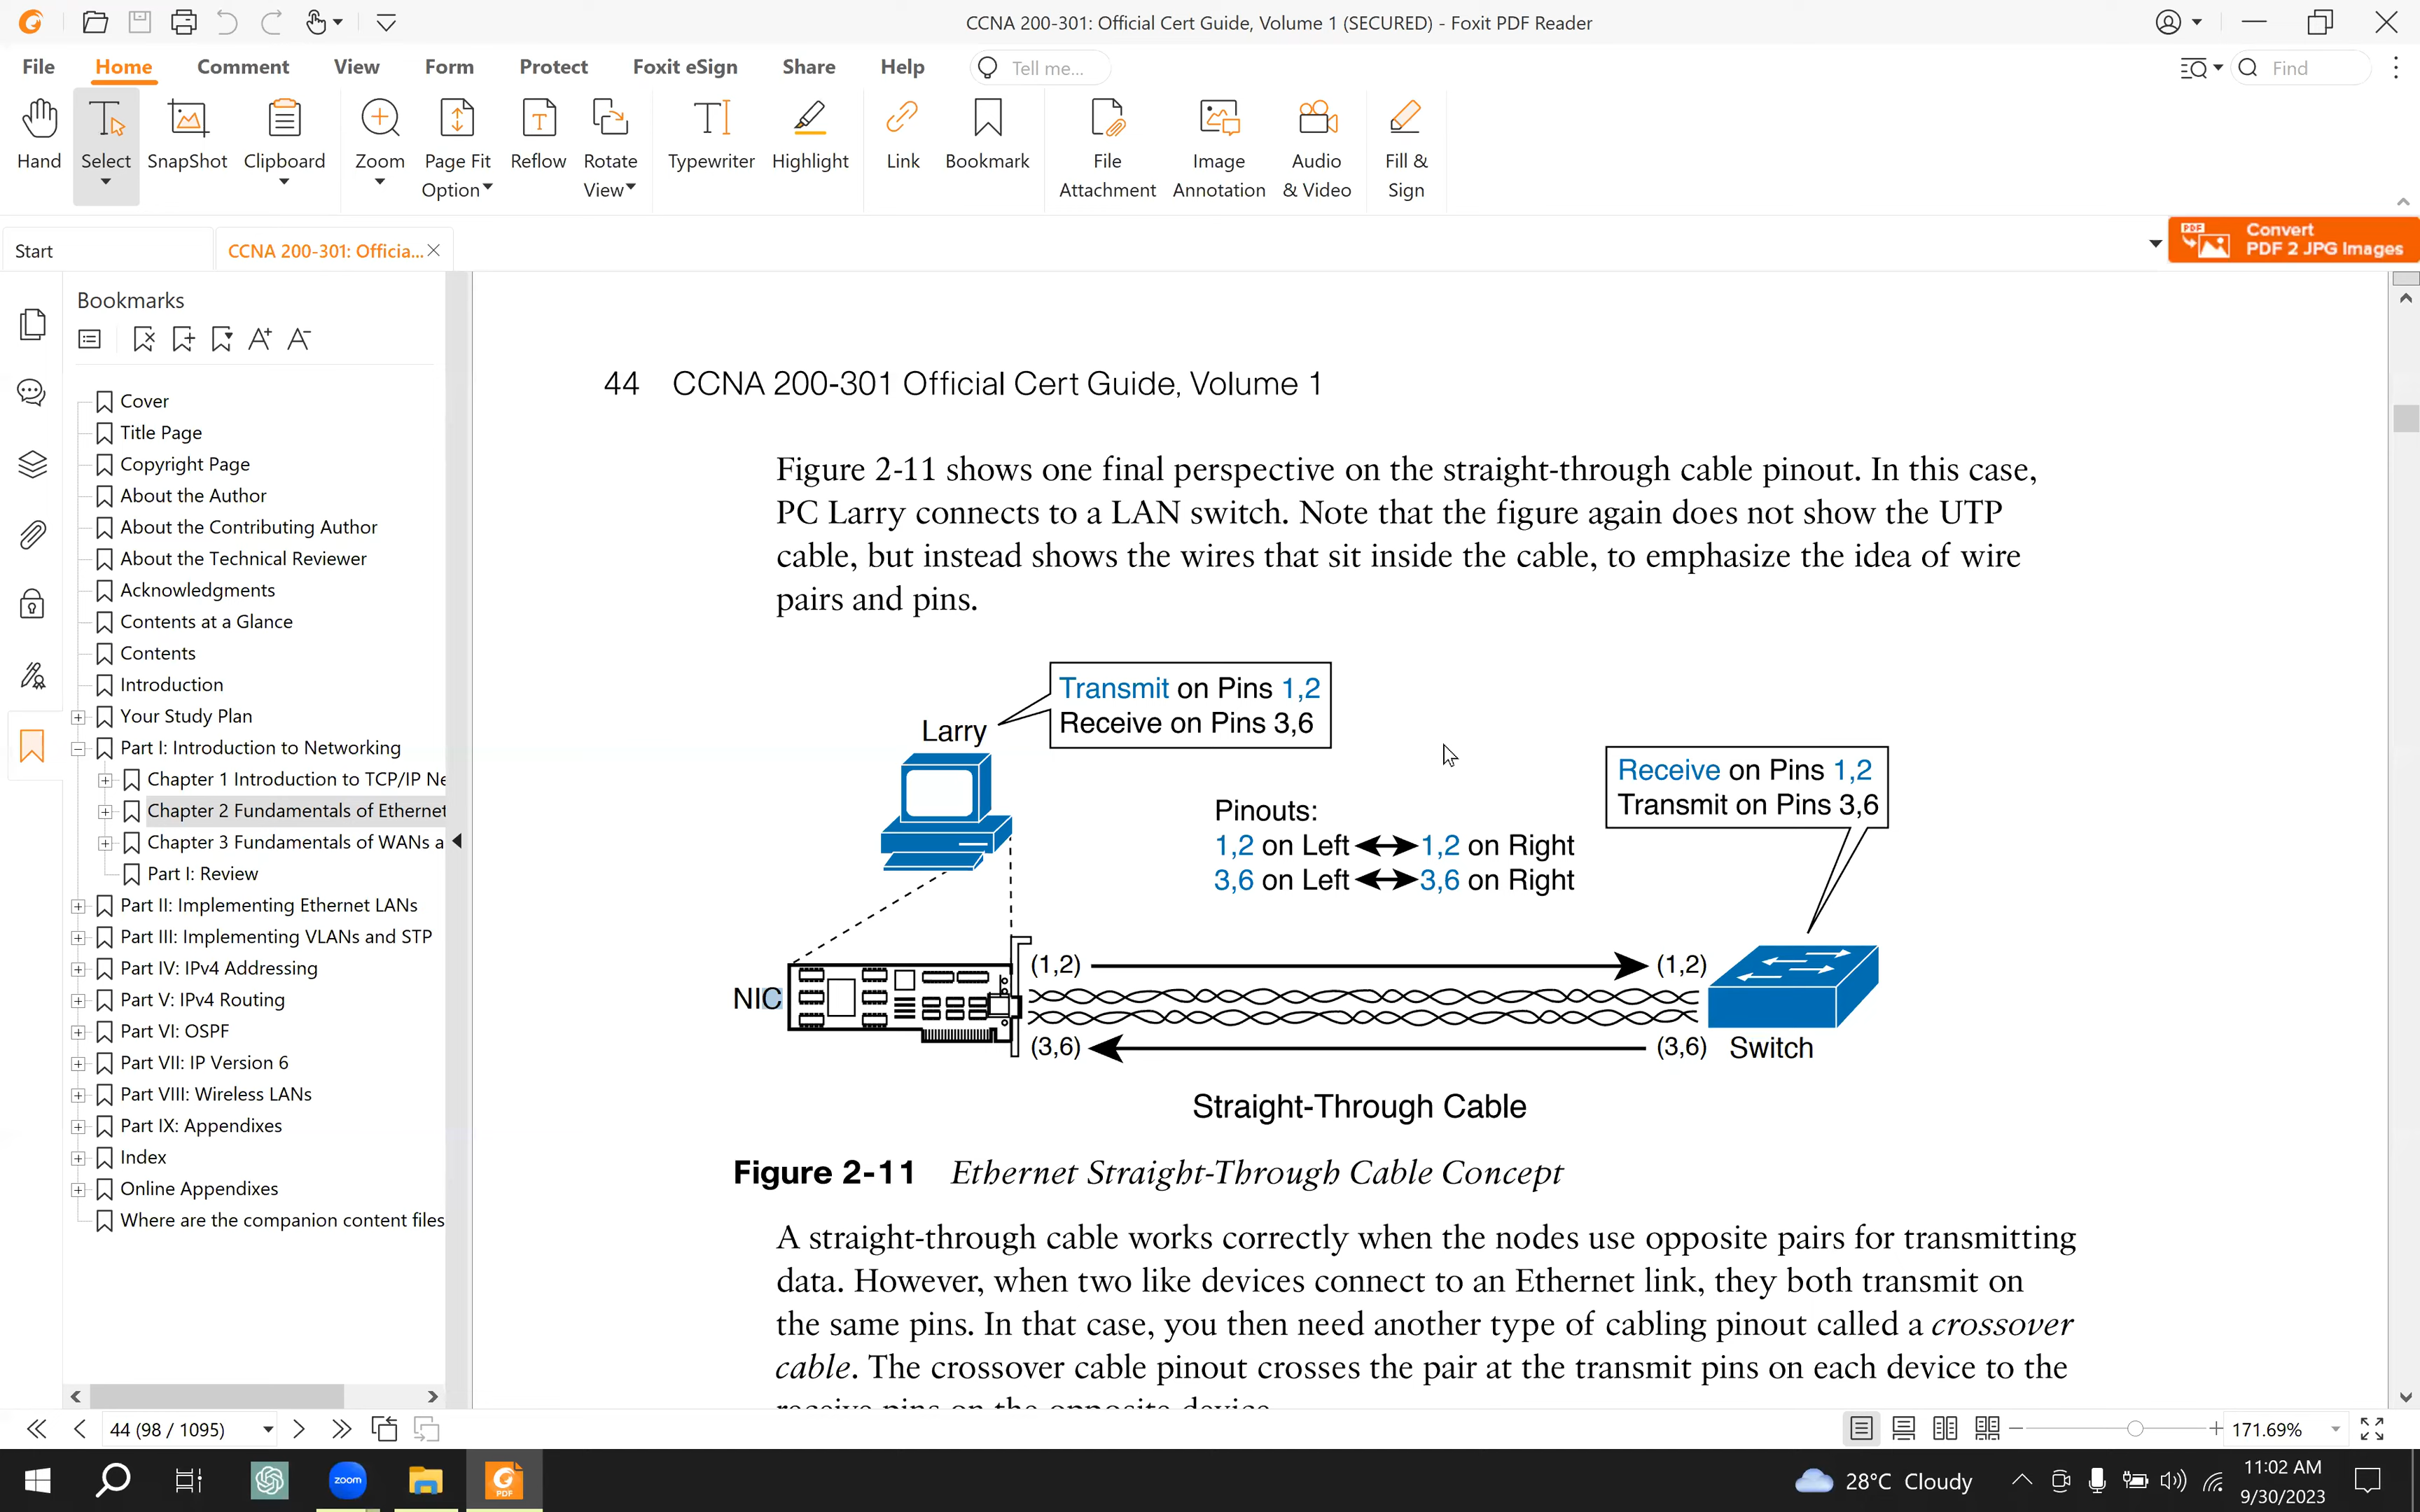 CCNA 200-301: Official Cert Guide, Volume 1 (SECURED) - Foxit PDF Reader
File Home Comment View Form Protect Foxit eSign Share Help Tell me... Find
Hand Select SnapShot Clipboard Zoom Page Fit Option Reflow Rotate View Typewriter Highlight Link Bookmark File Attachment Image Annotation Audio & Video Fill & Sign
Start CCNA 200-301: Officia...
PDF Convert
PDF 2 JPG Images
Bookmarks
Cover
Title Page
Copyright Page
About the Author
About the Contributing Author
About the Technical Reviewer
Acknowledgments
Contents at a Glance
Contents
Introduction
Your Study Plan
Part I: Introduction to Networking
Chapter 1 Introduction to TCP/IP Ne
Chapter 2 Fundamentals of Ethernet
Chapter 3 Fundamentals of WANs a
Part I: Review
Part II: Implementing Ethernet LANs
Part III: Implementing VLANs and STP
Part IV: IPv4 Addressing
Part V: IPv4 Routing
Part VI: OSPF
Part VII: IP Version 6
Part VIII: Wireless LANs
Part IX: Appendixes
Index
Online Appendixes
Where are the companion content files
44 CCNA 200-301 Official Cert Guide, Volume 1
Figure 2-11 shows one final perspective on the straight-through cable pinout. In this case,
PC Larry connects to a LAN switch. Note that the figure again does not show the UTP
cable, but instead shows the wires that sit inside the cable, to emphasize the idea of wire
pairs and pins.
Transmit on Pins 1,2
Receive on Pins 3,6
Larry
Receive on Pins 1,2
Transmit on Pins 3,6
Pinouts:
1,2 on Left 1,2 on Right
3,6 on Left 3,6 on Right
(1,2) (1,2)
NIC
(3,6) (3,6) Switch
Straight-Through Cable
Figure 2-11 Ethernet Straight-Through Cable Concept
A straight-through cable works correctly when the nodes use opposite pairs for transmitting
data. However, when two like devices connect to an Ethernet link, they both transmit on
the same pins. In that case, you then need another type of cabling pinout called a crossover
cable. The crossover cable pinout crosses the pair at the transmit pins on each device to the
receive pins on the opposite device.
44 (98 / 1095) 171.69%
zoom PDF 28°C Cloudy 11:02 AM
9/30/2023